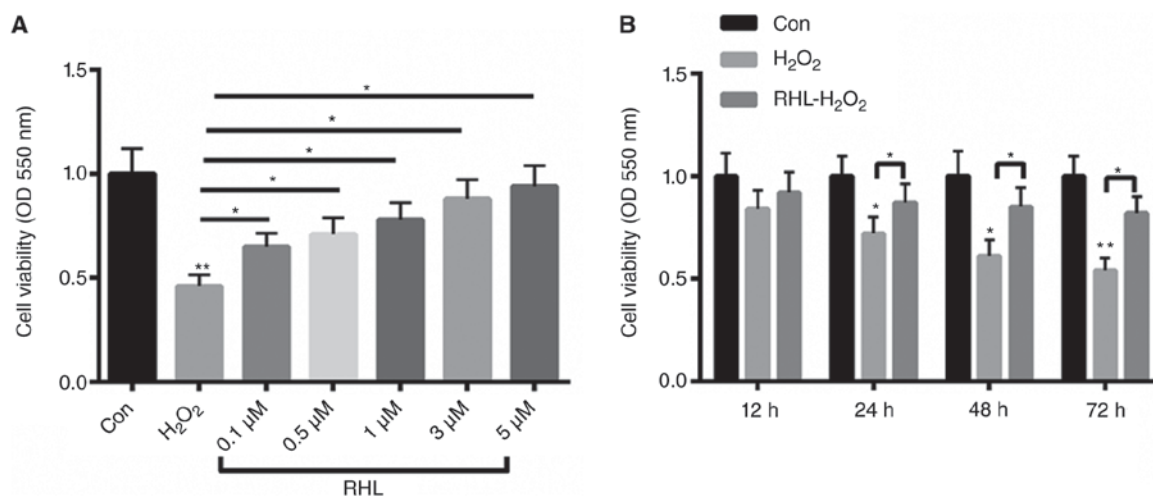 A
Cell viability (OD 550 nm)
1.5
1.0
0.5
0.0
*
*
*
*
*
**
Con
H₂O₂
0.1 μM
0.5 μM
1 μM
3 μM
5 μM
RHL
B
Con
H₂O₂
RHL-H₂O₂
Cell viability (OD 550 nm)
1.5
1.0
0.5
0.0
*
*
*
*
*
**
12 h
24 h
48 h
72 h